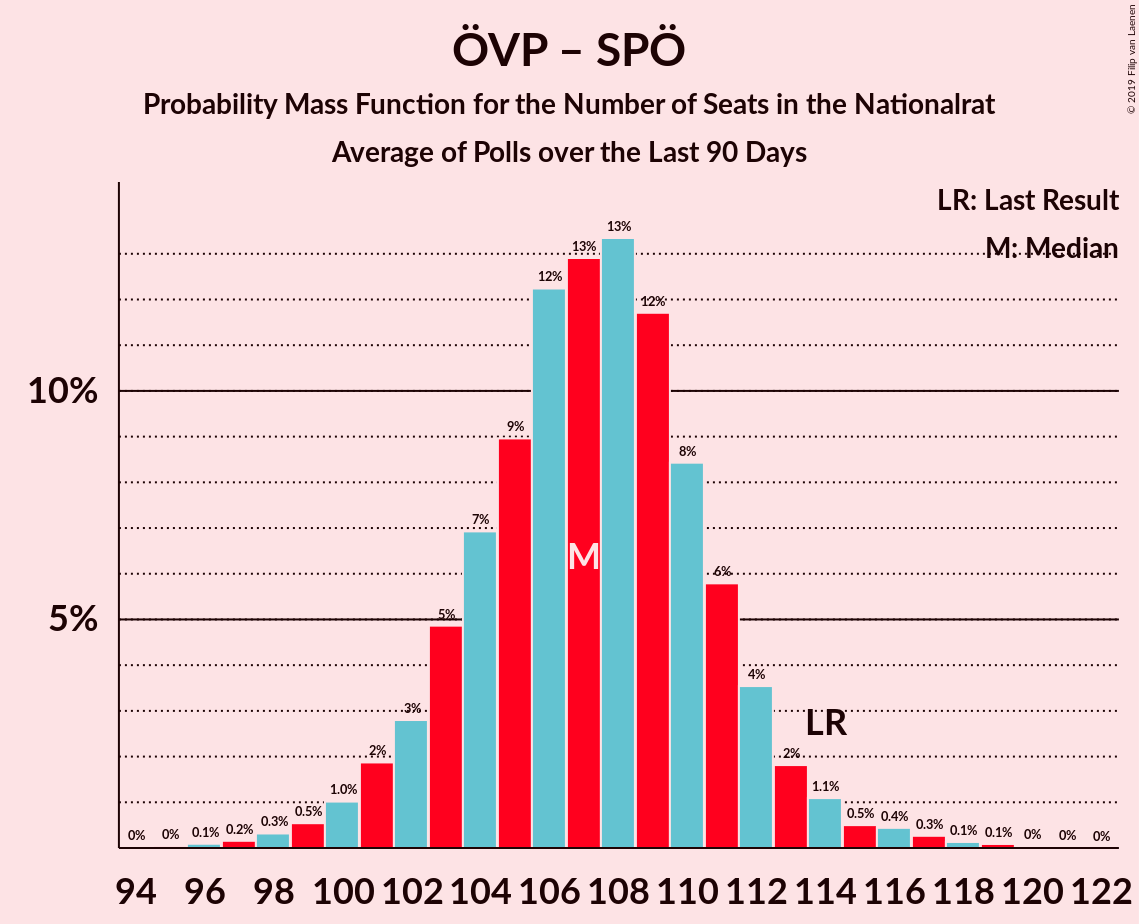 ÖVP – SPÖ
Probability Mass Function for the Number of Seats in the Nationalrat
Average of Polls over the Last 90 Days
© 2019 Filip van Laenen
LR: Last Result
M: Median
10%
5%
0% 0% 0.1% 0.2% 0.3% 0.5% 1.0% 2% 3% 5% 7% 9% 12% 13% 13% 12% 8% 6% 4% 2% 1.1% 0.5% 0.4% 0.3% 0.1% 0.1% 0% 0% 0%
M
LR
94 96 98 100 102 104 106 108 110 112 114 116 118 120 122